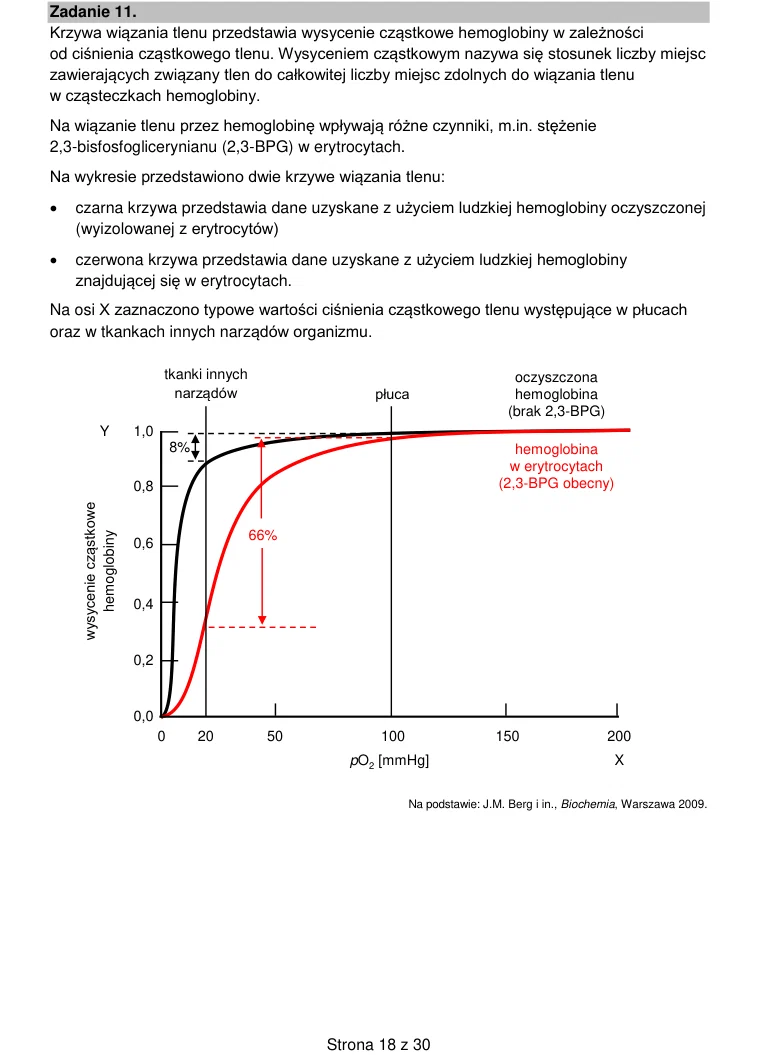 Zadanie 11.
Krzywa wiązania tlenu przedstawia wysycenie cząstkowe hemoglobiny w zależności
od ciśnienia cząstkowego tlenu. Wysyceniem cząstkowym nazywa się stosunek liczby miejsc
zawierających związany tlen do całkowitej liczby miejsc zdolnych do wiązania tlenu
w cząsteczkach hemoglobiny.
Na wiązanie tlenu przez hemoglobinę wpływają różne czynniki, m.in. stężenie
2,3-bisfosfoglicerynianu (2,3-BPG) w erytrocytach.
Na wykresie przedstawiono dwie krzywe wiązania tlenu:
• czarna krzywa przedstawia dane uzyskane z użyciem ludzkiej hemoglobiny oczyszczonej
(wyizolowanej z erytrocytów)
• czerwona krzywa przedstawia dane uzyskane z użyciem ludzkiej hemoglobiny
znajdującej się w erytrocytach.
Na osi X zaznaczono typowe wartości ciśnienia cząstkowego tlenu występujące w płucach
oraz w tkankach innych narządów organizmu.
tkanki innych
narządów
płuca
oczyszczona
hemoglobina
(brak 2,3-BPG)
Y
1,0
8%
hemoglobina
w erytrocytach
(2,3-BPG obecny)
0,8
66%
0,6
0,4
0,2
0,0
wysycenie cząstkowe
hemoglobiny
0 20 50 100 150 200
pO2 [mmHg]
X
Na podstawie: J.M. Berg i in., Biochemia, Warszawa 2009.
Strona 18 z 30